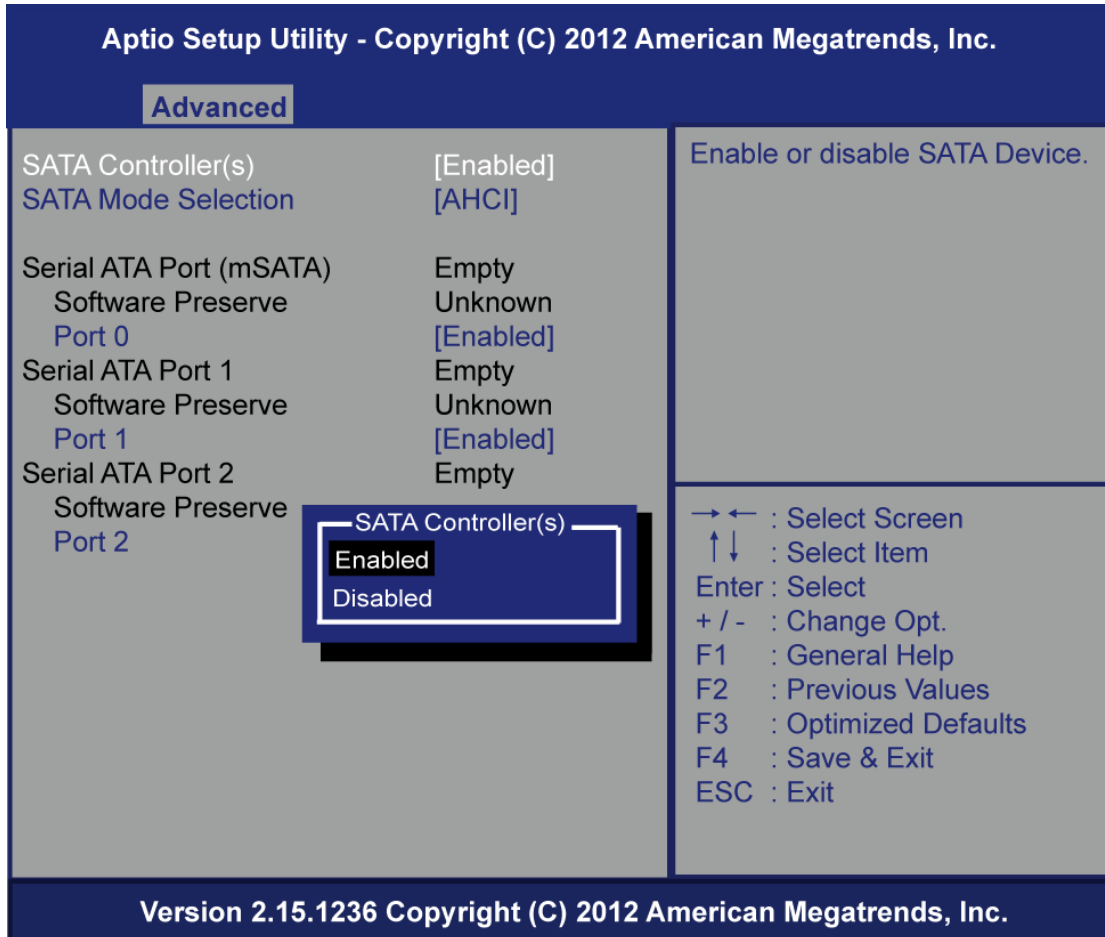 Aptio Setup Utility - Copyright (C) 2012 American Megatrends, Inc.
Advanced
SATA Controller(s) [Enabled]
SATA Mode Selection [AHCI]
Serial ATA Port (mSATA) Empty
Software Preserve Unknown
Port 0 [Enabled]
Serial ATA Port 1 Empty
Software Preserve Unknown
Port 1 [Enabled]
Serial ATA Port 2 Empty
Software Preserve
Port 2
SATA Controller(s)
Enabled
Disabled
Enable or disable SATA Device.
→ ← : Select Screen
↑↓ : Select Item
Enter : Select
+ / - : Change Opt.
F1 : General Help
F2 : Previous Values
F3 : Optimized Defaults
F4 : Save & Exit
ESC : Exit
Version 2.15.1236 Copyright (C) 2012 American Megatrends, Inc.